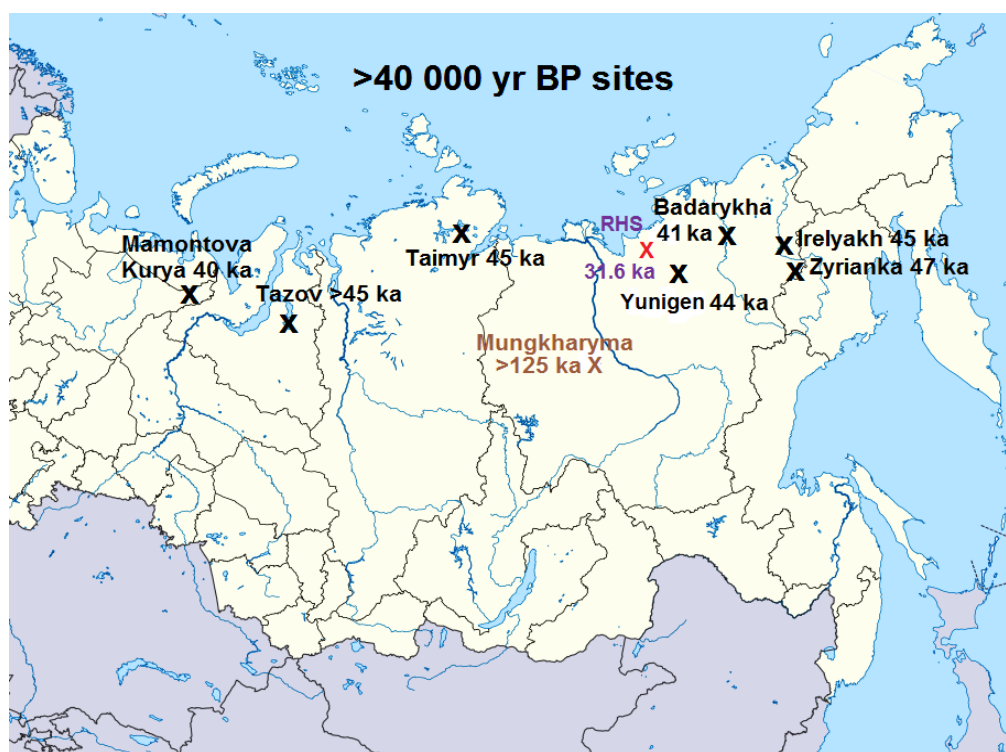 >40 000 yr BP sites
Mamontova
Kurya 40 ka
X
Tazov >45 ka
X
X
Taimyr 45 ka
RHS
X
31.6 ka
Badarykha
41 ka X
X Irelyakh 45 ka
X Zyrianka 47 ka
X
Yunigen 44 ka
Mungkharyma
>125 ka X